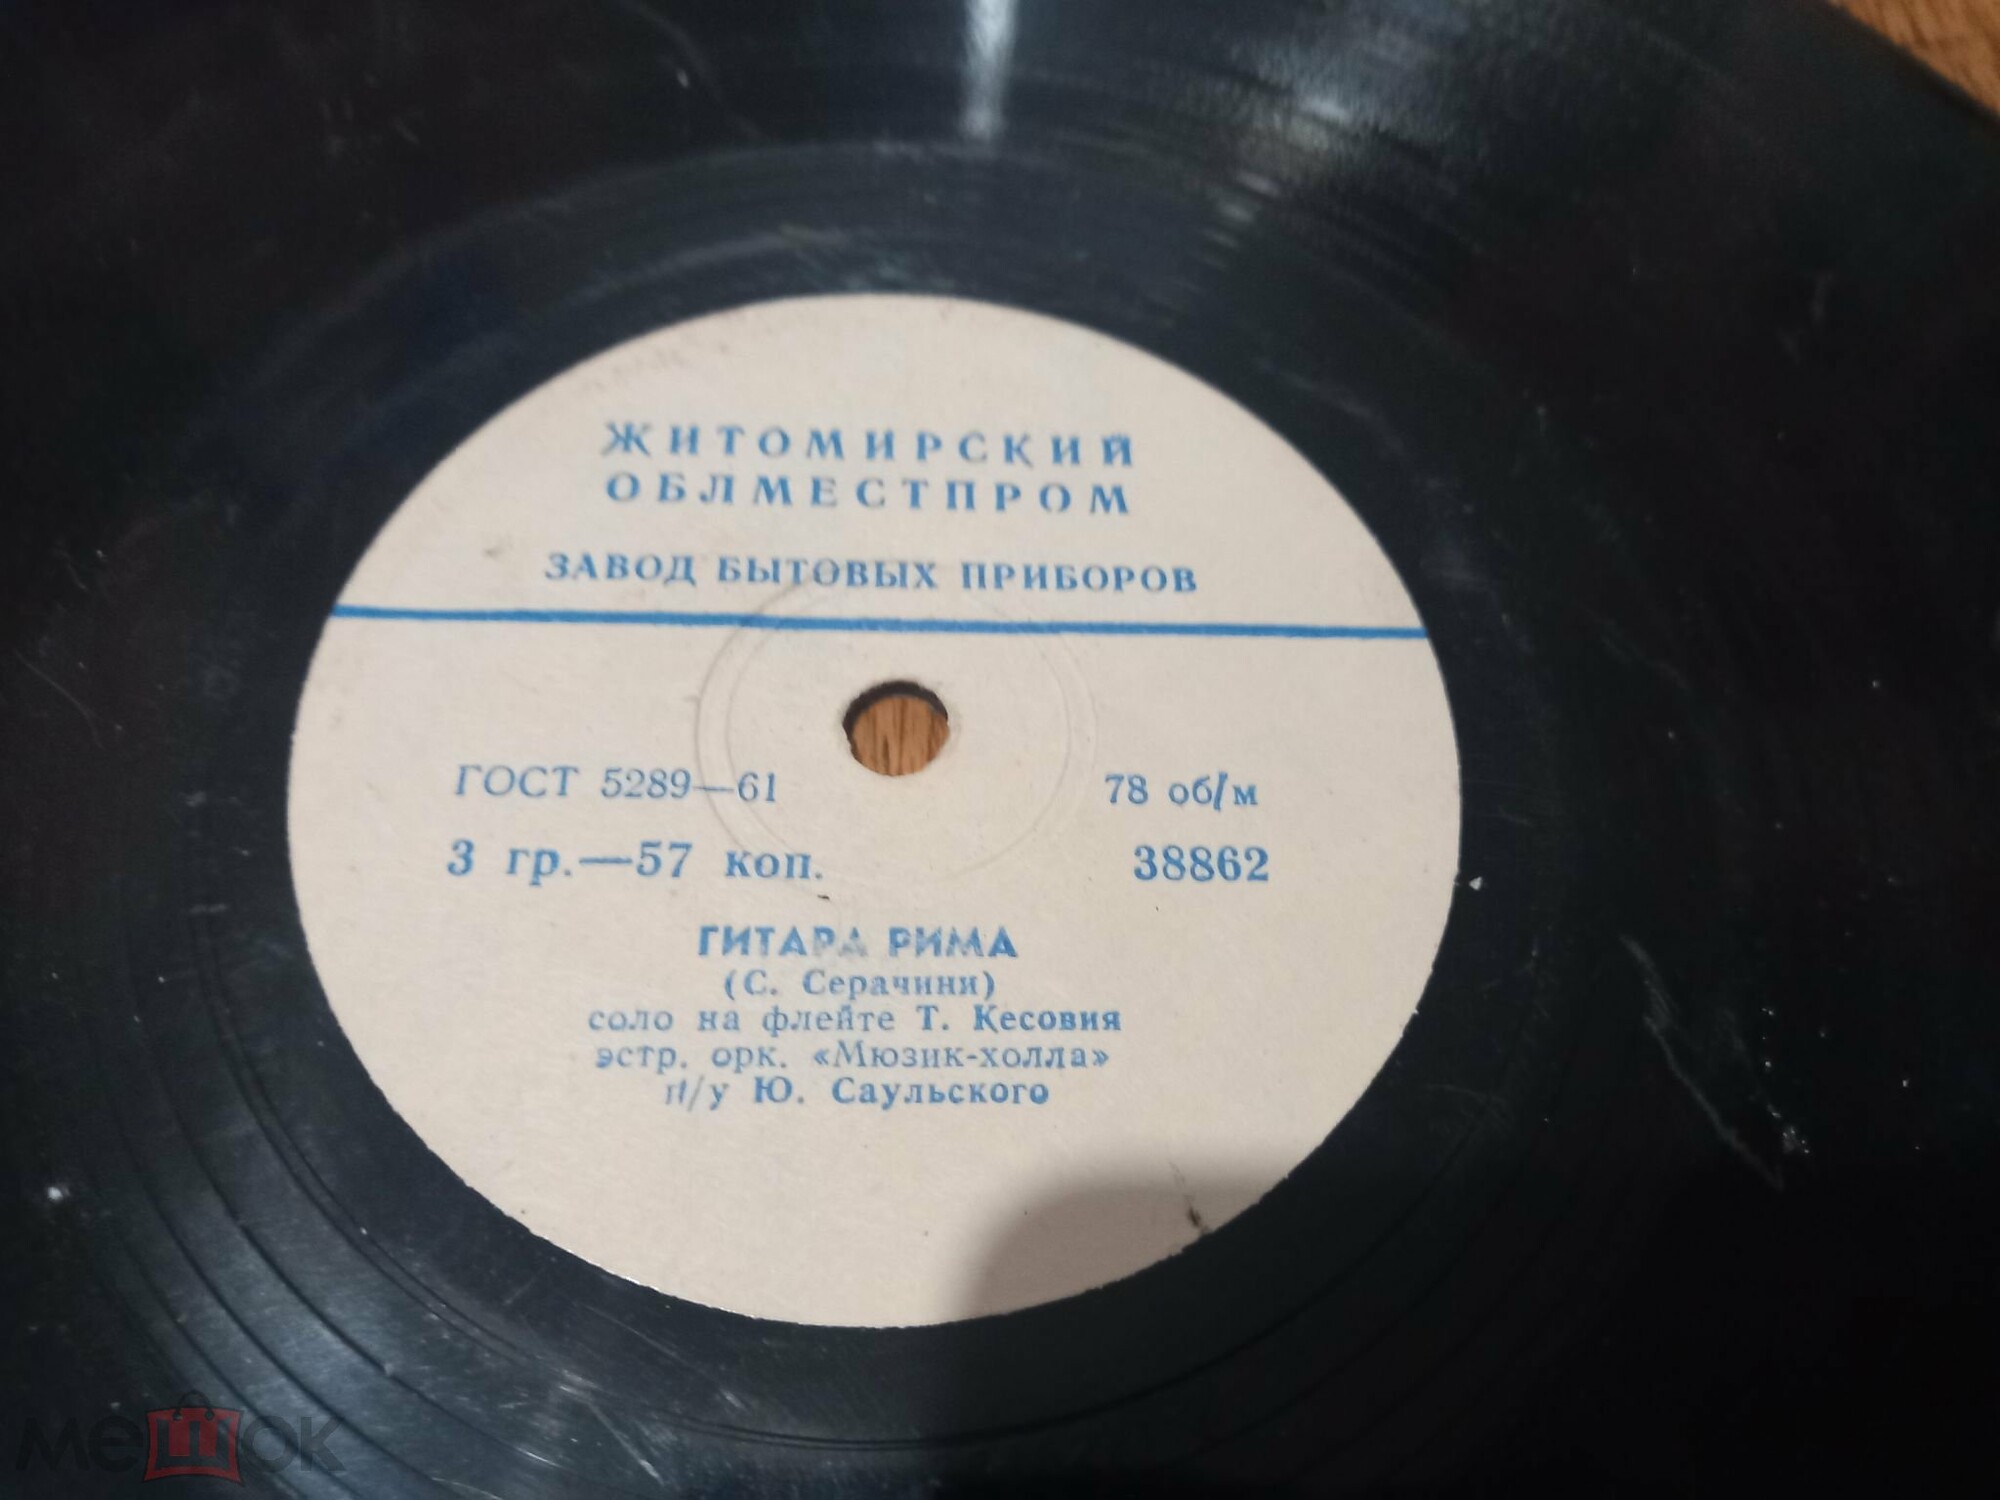 ЖИТОМИРСКИЙ
ОБЛМЕСТПРОМ
ЗАВОД БЫТОВЫХ ПРИБОРОВ
ГОСТ 5289—61 78 об/м
3 гр.—57 коп. 38862
ГИТАРА РИМА
(С. Серачини)
соло на флейте Т. Кесовия
эстр. орк. «Мюзик-холла»
п/у Ю. Саульского
мешок